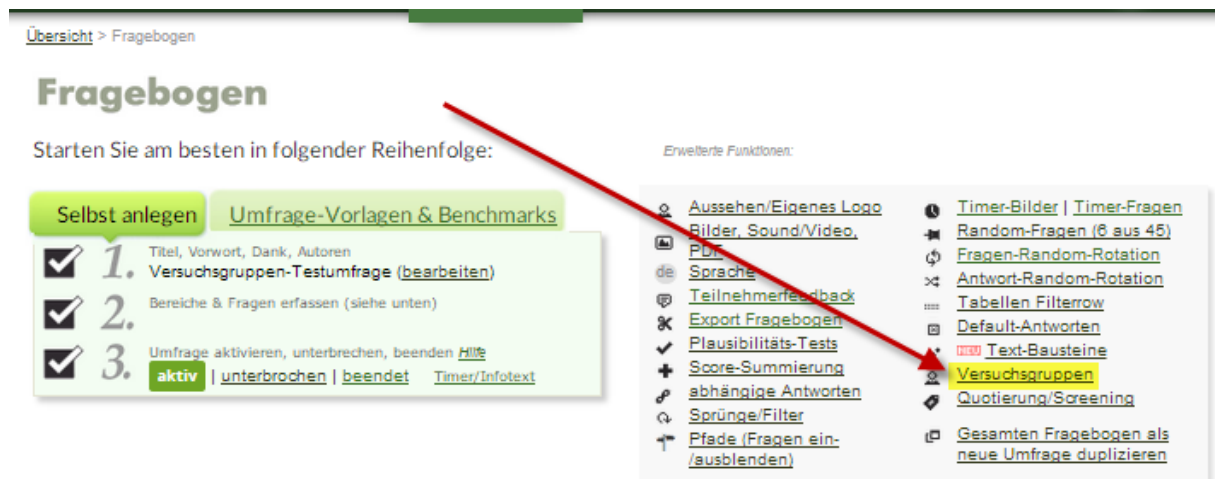 Übersicht > Fragebogen
Fragebogen
Starten Sie am besten in folgender Reihenfolge:
Selbst anlegen
Umfrage-Vorlagen & Benchmarks
1.
Titel, Vorwort, Dank, Autoren
Versuchsgruppen-Testumfrage (bearbeiten)
2.
Bereiche & Fragen erfassen (siehe unten)
3.
Umfrage aktivieren, unterbrechen, beenden Hilfe
aktiv | unterbrochen | beendet Timer/Infotext
Erweiterte Funktionen:
Aussehen/Eigenes Logo
Bilder, Sound/Video,
PDF
de Sprache
Teilnehmerfeedback
Export Fragebogen
Plausibilitäts-Tests
Score-Summierung
abhängige Antworten
Sprünge/Filter
Pfade (Fragen ein-
/ausblenden)
Timer-Bilder | Timer-Fragen
Random-Fragen (6 aus 45)
Fragen-Random-Rotation
Antwort-Random-Rotation
Tabellen Filterrow
Default-Antworten
NEU Text-Bausteine
Versuchsgruppen
Quotierung/Screening
Gesamten Fragebogen als
neue Umfrage duplizieren